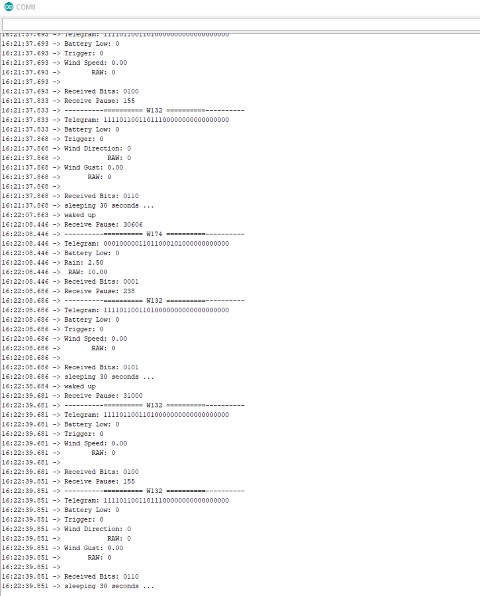 COM8
16:21:37.693 -> Telegram: 111101100110100000000000000000000
16:21:37.693 -> Battery Low: 0
16:21:37.693 -> Trigger: 0
16:21:37.693 -> Wind Speed: 0.00
16:21:37.693 -> RAW: 0
16:21:37.693 ->
16:21:37.693 -> Received Bits: 0100
16:21:37.833 -> Receive Pause: 155
16:21:37.833 -> ----------========== W132 ==========----------
16:21:37.833 -> Telegram: 111101100110111000000000000000000
16:21:37.833 -> Battery Low: 0
16:21:37.868 -> Trigger: 0
16:21:37.868 -> Wind Direction: 0
16:21:37.868 -> RAW: 0
16:21:37.868 -> Wind Gust: 0.00
16:21:37.868 -> RAW: 0
16:21:37.868 ->
16:21:37.868 -> Received Bits: 0110
16:21:37.868 -> sleeping 30 seconds ...
16:22:07.863 -> waked up
16:22:08.446 -> Receive Pause: 30606
16:22:08.446 -> ----------========== W174 ==========----------
16:22:08.446 -> Telegram: 000100000110110001010000000000000
16:22:08.446 -> Battery Low: 0
16:22:08.446 -> Rain: 2.50
16:22:08.446 -> RAW: 10.00
16:22:08.446 -> Received Bits: 0001
16:22:08.686 -> Receive Pause: 238
16:22:08.686 -> ----------========== W132 ==========----------
16:22:08.686 -> Telegram: 111101100110100000000000000000000
16:22:08.686 -> Battery Low: 0
16:22:08.686 -> Trigger: 0
16:22:08.686 -> Wind Speed: 0.00
16:22:08.686 -> RAW: 0
16:22:08.686 ->
16:22:08.686 -> Received Bits: 0101
16:22:08.686 -> sleeping 30 seconds ...
16:22:38.684 -> waked up
16:22:39.681 -> Receive Pause: 31000
16:22:39.681 -> ----------========== W132 ==========----------
16:22:39.681 -> Telegram: 111101100110100000000000000000000
16:22:39.681 -> Battery Low: 0
16:22:39.681 -> Trigger: 0
16:22:39.681 -> Wind Speed: 0.00
16:22:39.681 -> RAW: 0
16:22:39.681 ->
16:22:39.681 -> Received Bits: 0100
16:22:39.851 -> Receive Pause: 155
16:22:39.851 -> ----------========== W132 ==========----------
16:22:39.851 -> Telegram: 111101100110111000000000000000000
16:22:39.851 -> Battery Low: 0
16:22:39.851 -> Trigger: 0
16:22:39.851 -> Wind Direction: 0
16:22:39.851 -> RAW: 0
16:22:39.851 -> Wind Gust: 0.00
16:22:39.851 -> RAW: 0
16:22:39.851 ->
16:22:39.851 -> Received Bits: 0110
16:22:39.851 -> sleeping 30 seconds ...